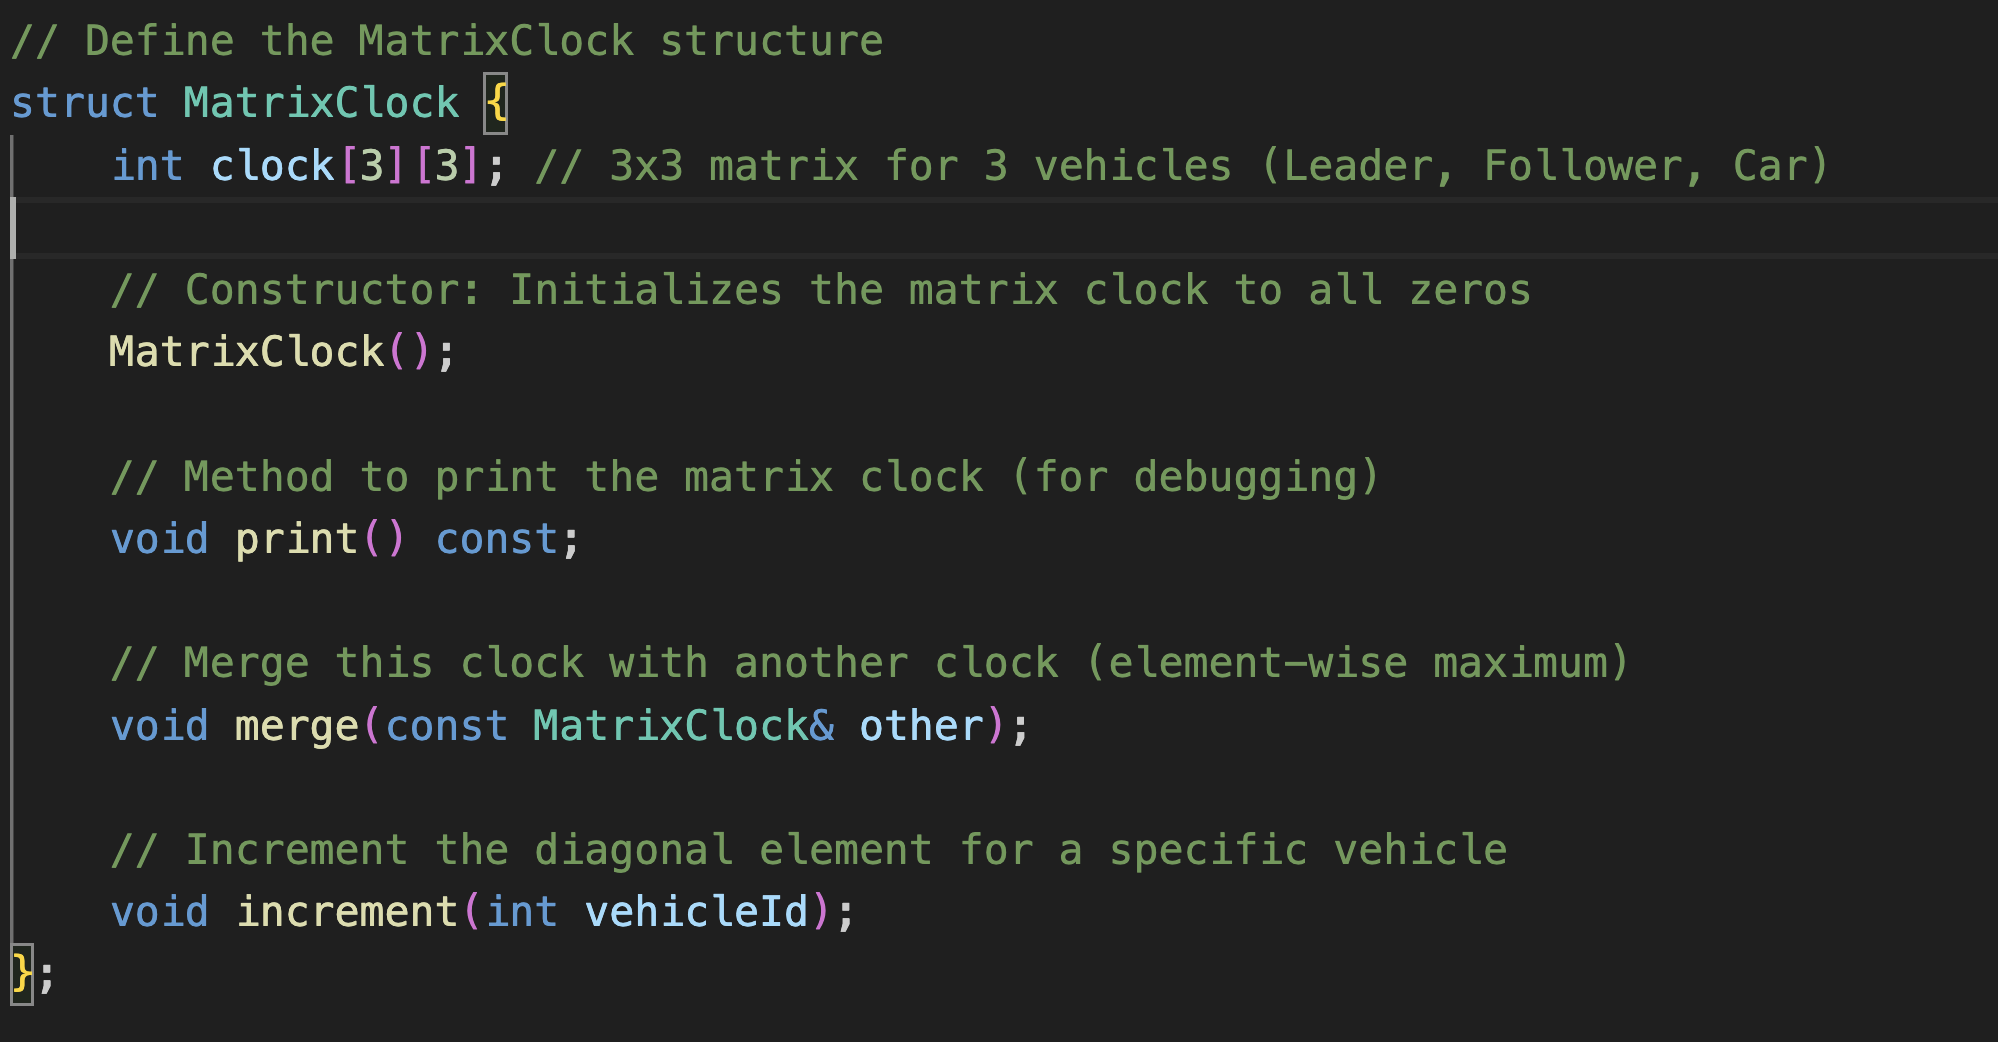 // Define the MatrixClock structure
struct MatrixClock {
    int clock[3][3]; // 3x3 matrix for 3 vehicles (Leader, Follower, Car)
    // Constructor: Initializes the matrix clock to all zeros
    MatrixClock();
    // Method to print the matrix clock (for debugging)
    void print() const;
    // Merge this clock with another clock (element-wise maximum)
    void merge(const MatrixClock& other);
    // Increment the diagonal element for a specific vehicle
    void increment(int vehicleId);
};